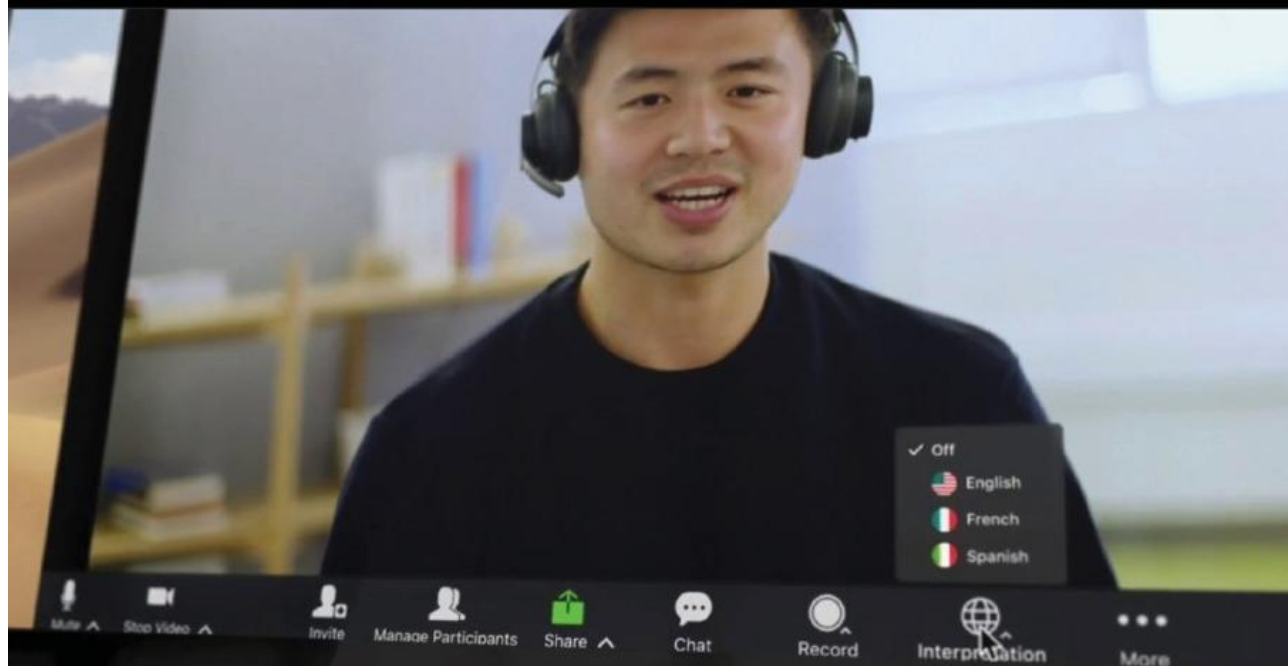 Off
English
French
Spanish
Mute
Stop Video
Invite
Manage Participants
Share
Chat
Record
Interpretation
More